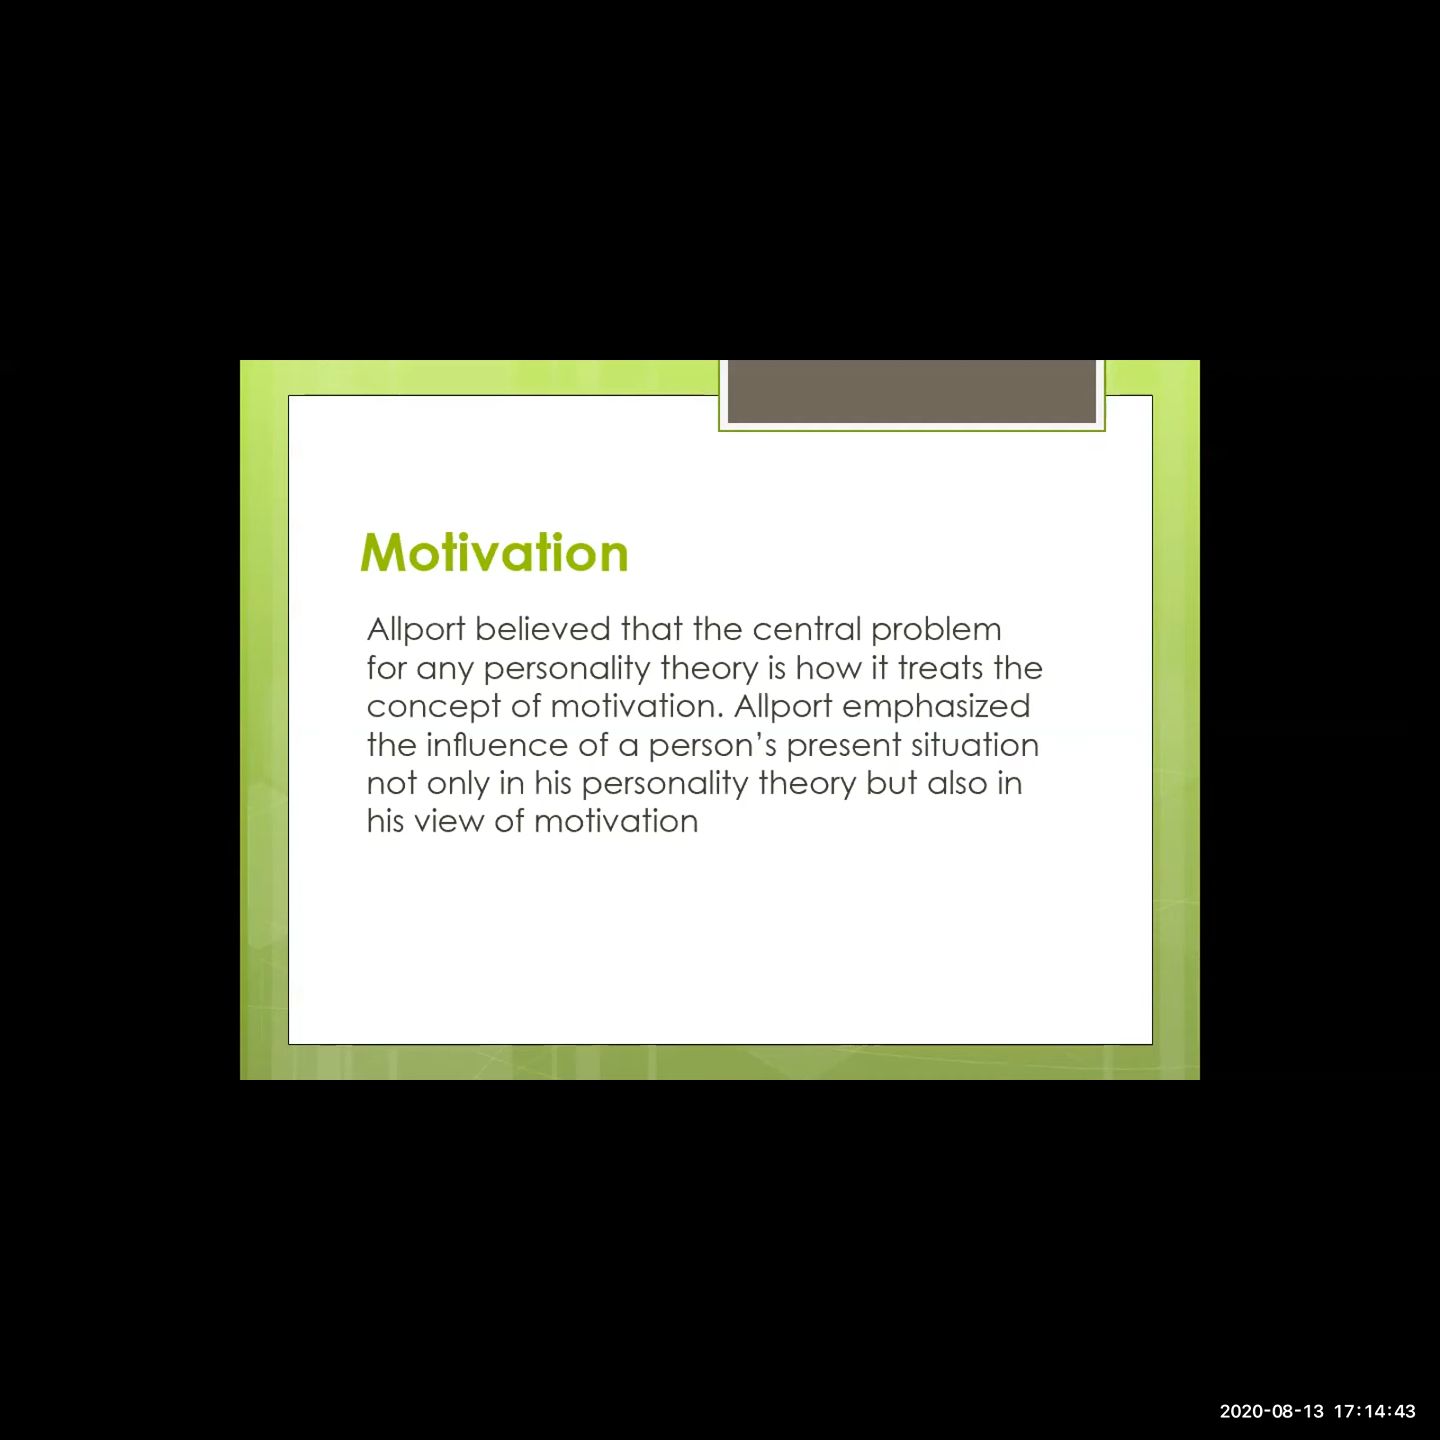 Motivation
Allport believed that the central problem
for any personality theory is how it treats the
concept of motivation. Allport emphasized
the influence of a person’s present situation
not only in his personality theory but also in
his view of motivation
2020-08-13 17:14:43